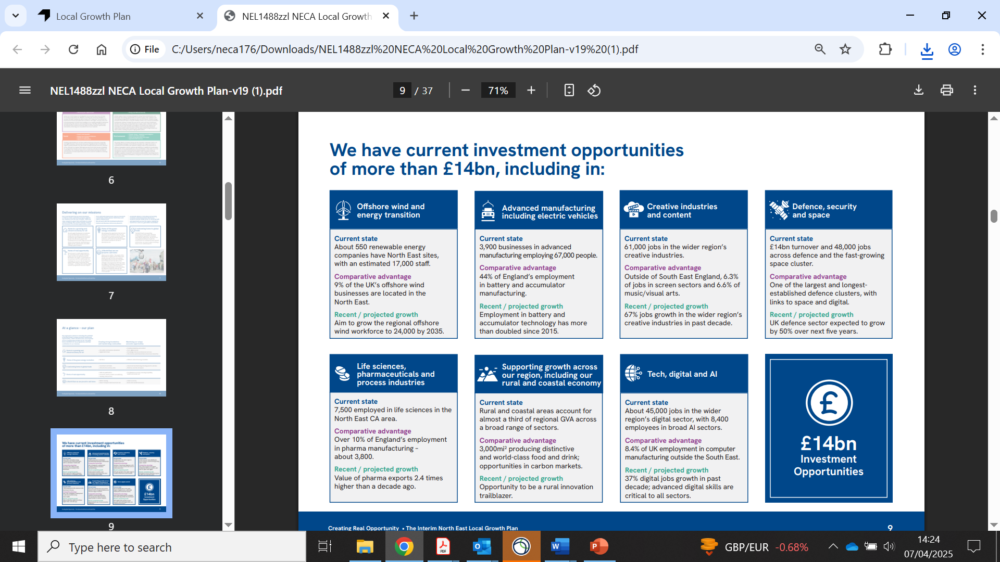 Local Growth Plan
NEL1488zzl NECA Local Growth
File
C:/Users/neca176/Downloads/NEL1488zzl%20NECA%20Local%20Growth%20Plan-v19%20(1).pdf
NEL1488zzl NECA Local Growth Plan-v19 (1).pdf
9 / 37
71%
6
Delivering on our missions
7
At a glance – our plan
8
We have current investment opportunities
of more than £14bn, including in:
£14bn
Investment
Opportunities
9
We have current investment opportunities
of more than £14bn, including in:
Offshore wind and
energy transition
Current state
About 550 renewable energy
companies have North East sites,
with an estimated 17,000 staff.
Comparative advantage
9% of the UK's offshore wind
businesses are located in the
North East.
Recent / projected growth
Aim to grow the regional offshore
wind workforce to 24,000 by 2035.
Advanced manufacturing
including electric vehicles
Current state
3,900 businesses in advanced
manufacturing employing 67,000 people.
Comparative advantage
44% of England's employment
in battery and accumulator
manufacturing.
Recent / projected growth
Employment in battery and
accumulator technology has more
than doubled since 2015.
Creative industries
and content
Current state
61,000 jobs in the wider region's
creative industries.
Comparative advantage
Outside of South East England, 6.3%
of jobs in screen sectors and 6.6% of
music/visual arts.
Recent / projected growth
67% jobs growth in the wider region's
creative industries in past decade.
Defence, security
and space
Current state
£14bn turnover and 48,000 jobs
across defence and the fast-growing
space cluster.
Comparative advantage
One of the largest and longest-
established defence clusters, with
links to space and digital.
Recent / projected growth
UK defence sector expected to grow
by 50% over next five years.
Life sciences,
pharmaceuticals and
process industries
Current state
7,500 employed in life sciences in the
North East CA area.
Comparative advantage
Over 10% of England's employment
in pharma manufacturing –
about 3,800.
Recent / projected growth
Value of pharma exports 2.4 times
higher than a decade ago.
Supporting growth across
our region, including our
rural and coastal economy
Current state
Rural and coastal areas account for
almost a third of regional GVA across
a broad range of sectors.
Comparative advantage
3,000mi² producing distinctive
and world-class food and drink;
opportunities in carbon markets.
Recent / projected growth
Opportunity to be a rural innovation
trailblazer.
Tech, digital and AI
Current state
About 45,000 jobs in the wider
region's digital sector, with 8,400
employees in broad AI sectors.
Comparative advantage
8.4% of UK employment in computer
manufacturing outside the South East.
Recent / projected growth
37% digital jobs growth in past
decade; advanced digital skills are
critical to all sectors.
£
£14bn
Investment
Opportunities
Creating Real Opportunity • The Interim North East Local Growth Plan
9
Type here to search
GBP/EUR -0.68%
14:24
07/04/2025